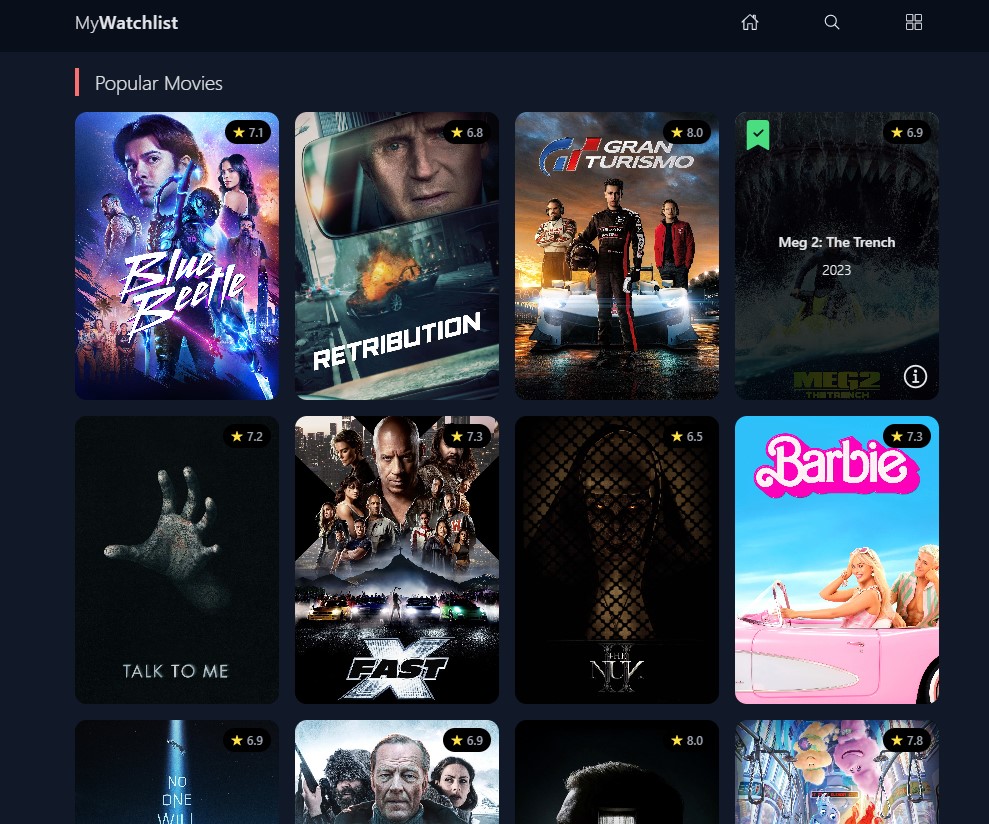 MyWatchlist
Popular Movies
7.1
Blue
Beetle
6.8
RETRIBUTION
8.0
GRAN
TURISMO
6.9
Meg 2: The Trench
2023
MEG2
THE TRENCH
7.2
TALK TO ME
7.3
FAST X
6.5
THE NUN
II
7.3
Barbie
6.9
NO
ONE
WILL
6.9
8.0
7.8